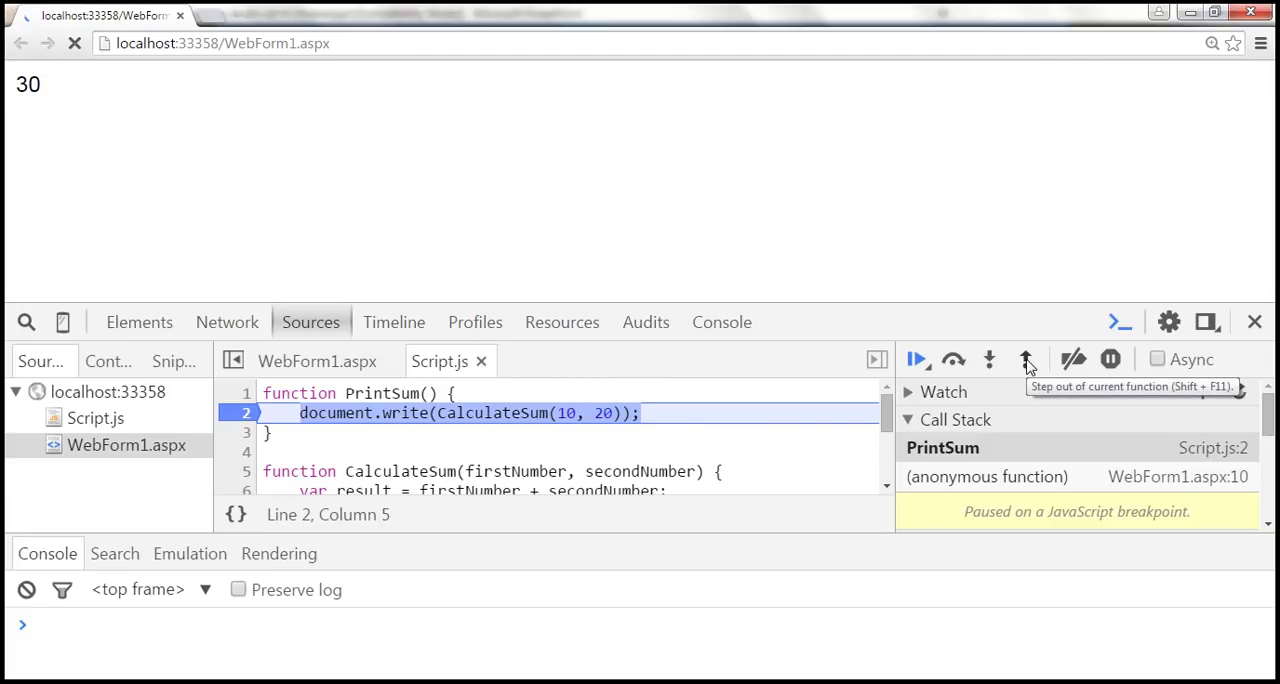 localhost:33358/WebForm
localhost:33358/WebForm1.aspx
30
Elements Network Sources Timeline Profiles Resources Audits Console
Sour... Cont... Snip... WebForm1.aspx Script.js Async
localhost:33358
Script.js
WebForm1.aspx
1 function PrintSum() {
2 document.write(CalculateSum(10, 20));
3 }
4
5 function CalculateSum(firstNumber, secondNumber) {
6 var result = firstNumber + secondNumber;
{} Line 2, Column 5
Step out of current function (Shift + F11).
Watch
Call Stack
PrintSum Script.js:2
(anonymous function) WebForm1.aspx:10
Paused on a JavaScript breakpoint.
Console Search Emulation Rendering
<top frame> Preserve log